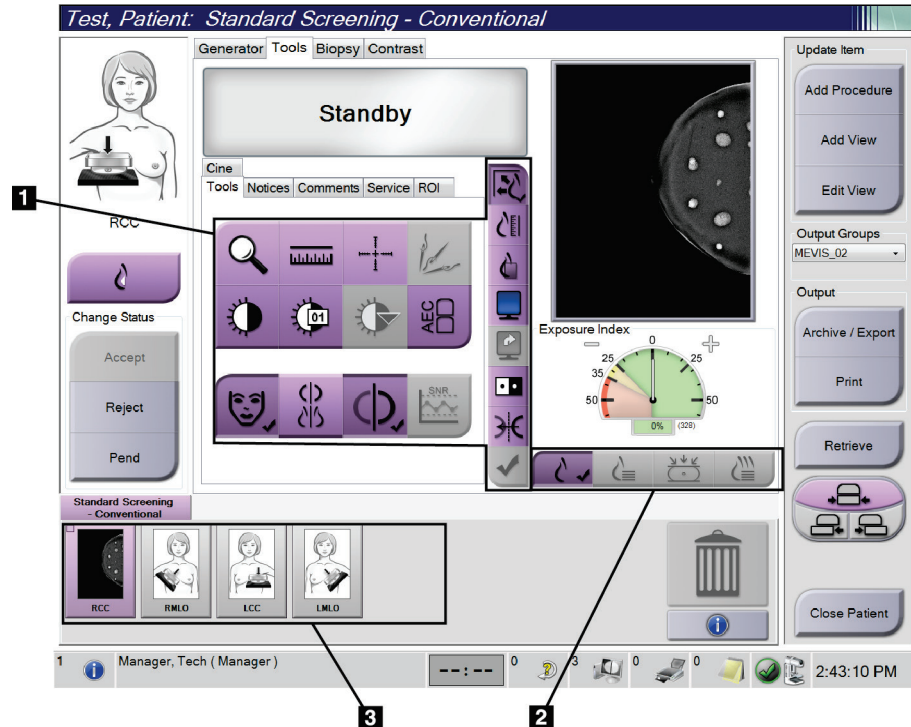 Test, Patient: Standard Screening - Conventional
Generator Tools Biopsy Contrast
Standby
Cine
Tools Notices Comments Service ROI
1
RCC
01
AEC
SNR
Change Status
Accept
Reject
Pend
Exposure Index
0
25 25
35
50 50
0% (328)
Update Item
Add Procedure
Add View
Edit View
Output Groups
MEVIS_02
Output
Archive / Export
Print
Retrieve
Close Patient
Standard Screening
- Conventional
RCC RMLO LCC LMLO
1 Manager, Tech ( Manager ) --:-- 0 3 0 0 2:43:10 PM
3 2